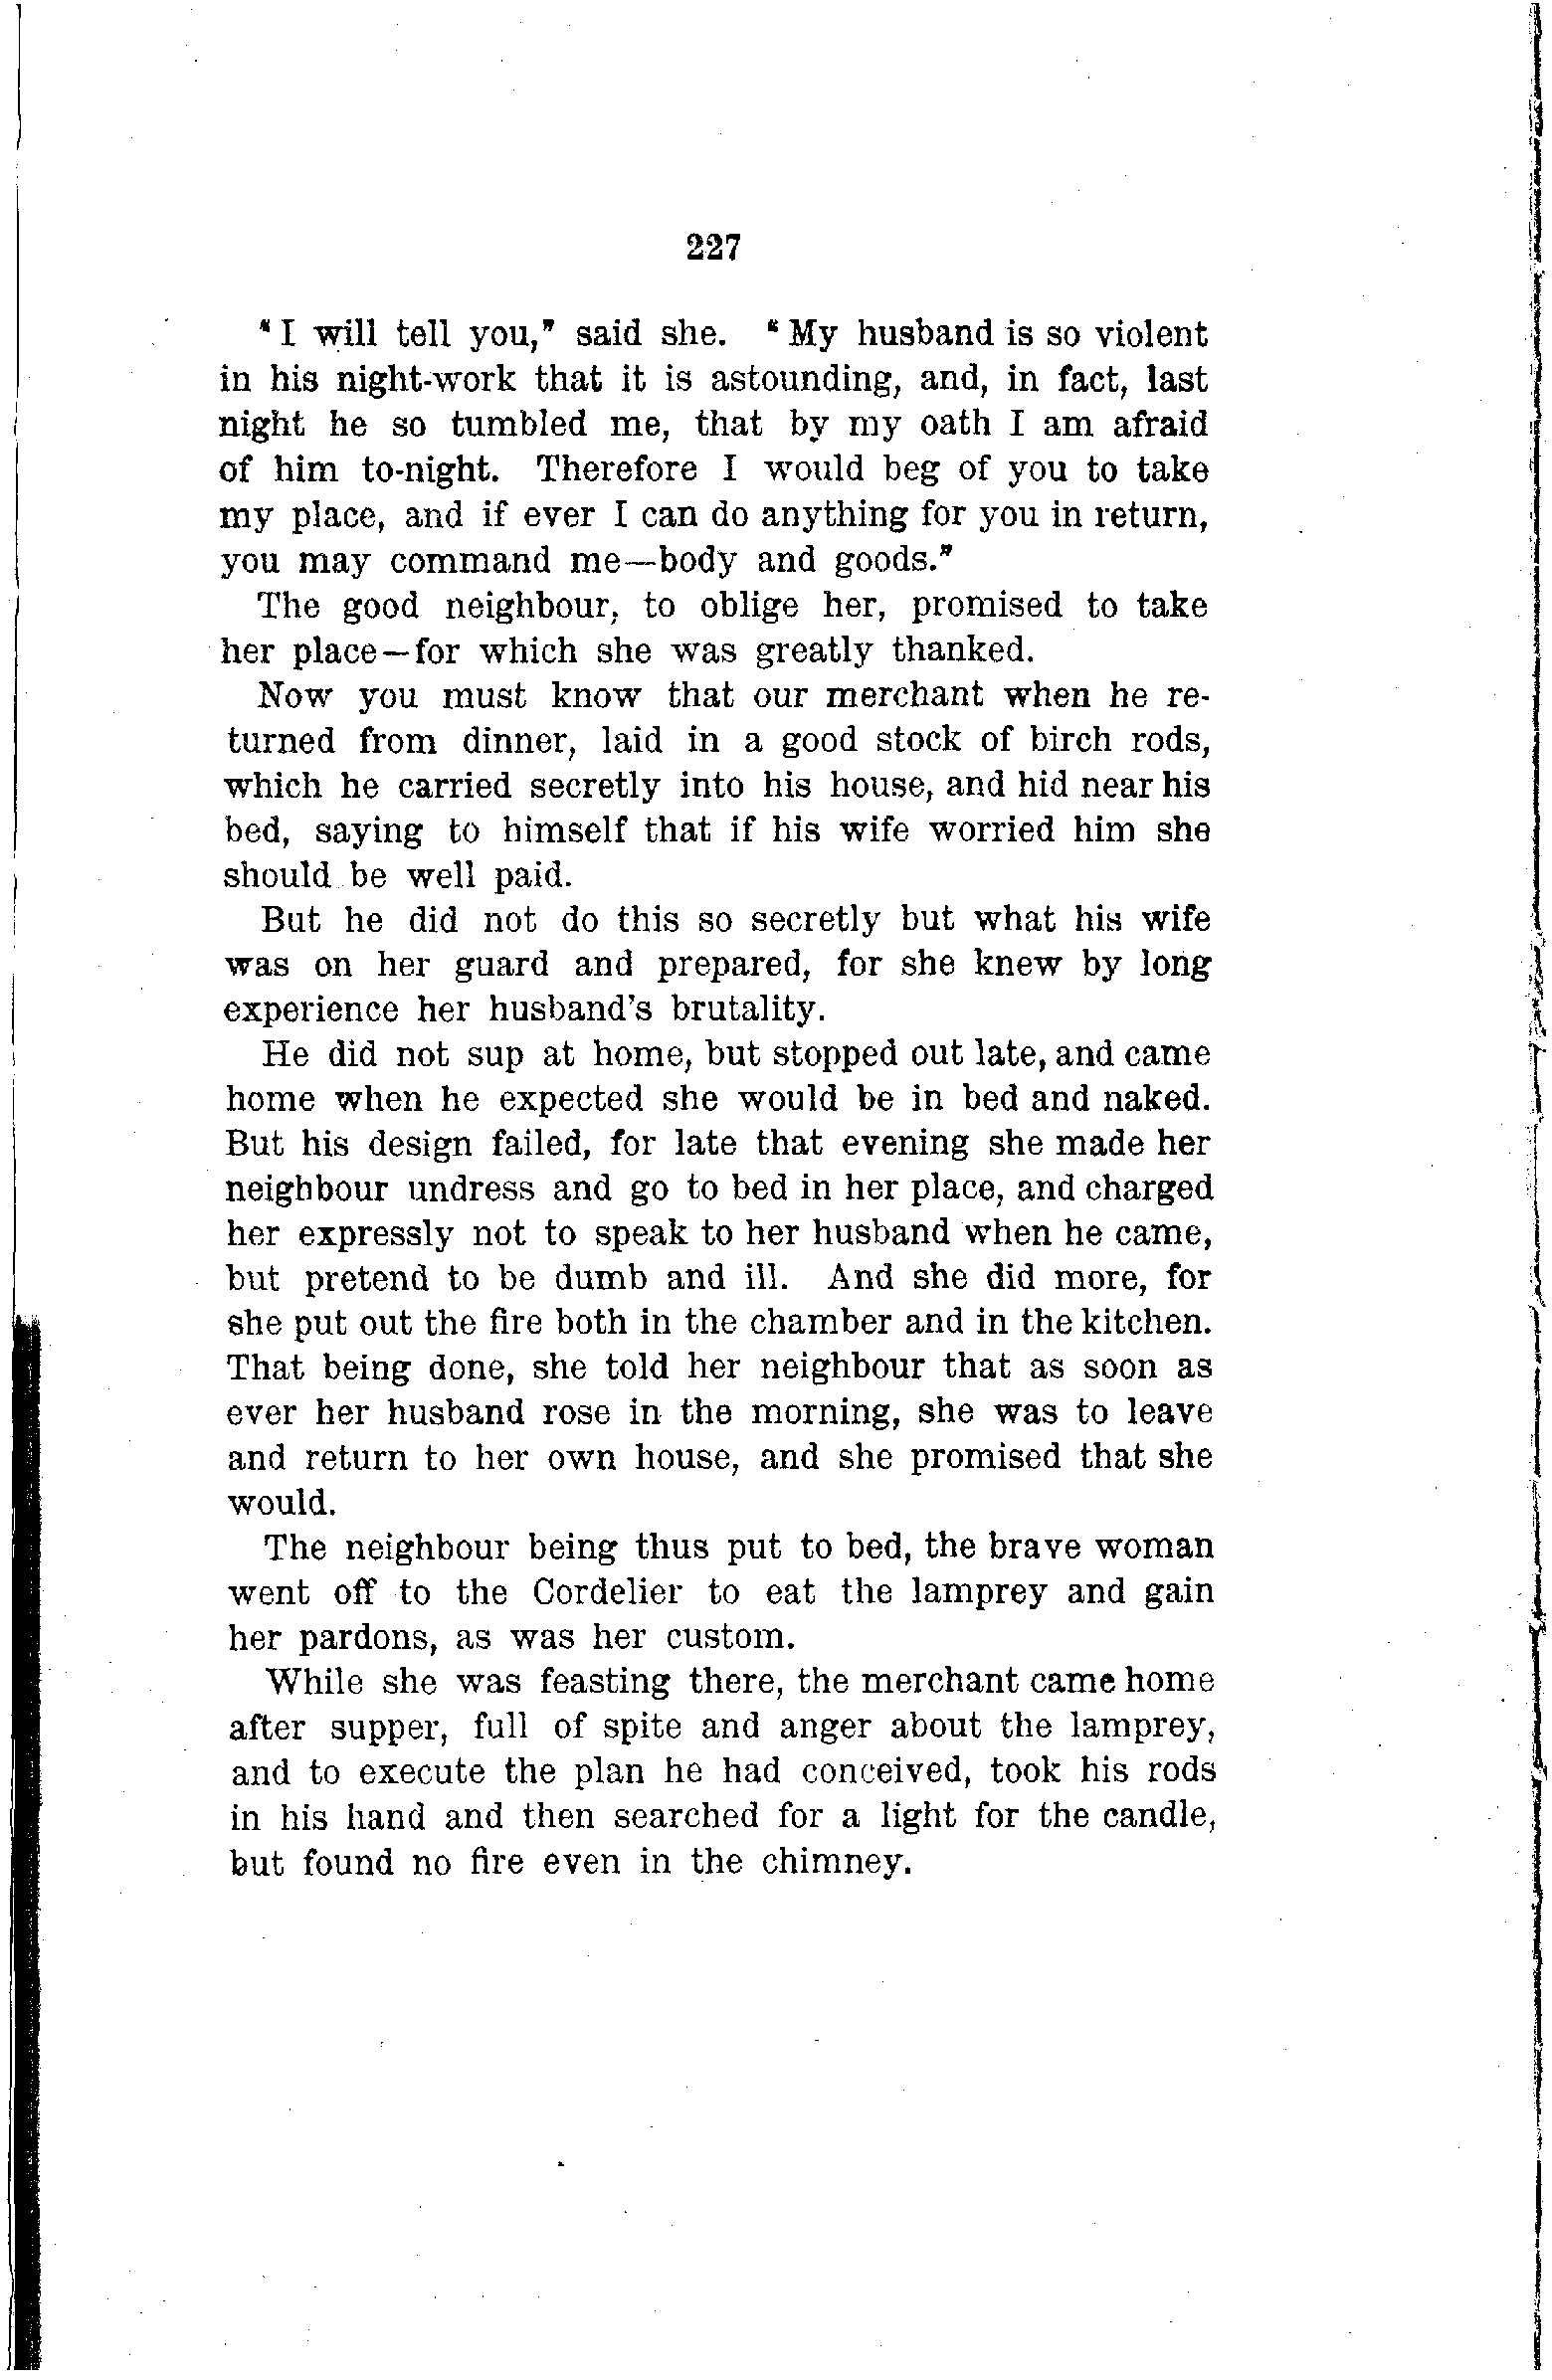 227
“I will tell you,” said she. “My husband is so violent
in his night-work that it is astounding, and, in fact, last
night he so tumbled me, that by my oath I am afraid
of him to-night. Therefore I would beg of you to take
my place, and if ever I can do anything for you in return,
you may command me—body and goods.”
The good neighbour, to oblige her, promised to take
her place—for which she was greatly thanked.
Now you must know that our merchant when he re-
turned from dinner, laid in a good stock of birch rods,
which he carried secretly into his house, and hid near his
bed, saying to himself that if his wife worried him she
should be well paid.
But he did not do this so secretly but what his wife
was on her guard and prepared, for she knew by long
experience her husband's brutality.
He did not sup at home, but stopped out late, and came
home when he expected she would be in bed and naked.
But his design failed, for late that evening she made her
neighbour undress and go to bed in her place, and charged
her expressly not to speak to her husband when he came,
but pretend to be dumb and ill. And she did more, for
she put out the fire both in the chamber and in the kitchen.
That being done, she told her neighbour that as soon as
ever her husband rose in the morning, she was to leave
and return to her own house, and she promised that she
would.
The neighbour being thus put to bed, the brave woman
went off to the Cordelier to eat the lamprey and gain
her pardons, as was her custom.
While she was feasting there, the merchant came home
after supper, full of spite and anger about the lamprey,
and to execute the plan he had conceived, took his rods
in his hand and then searched for a light for the candle,
but found no fire even in the chimney.